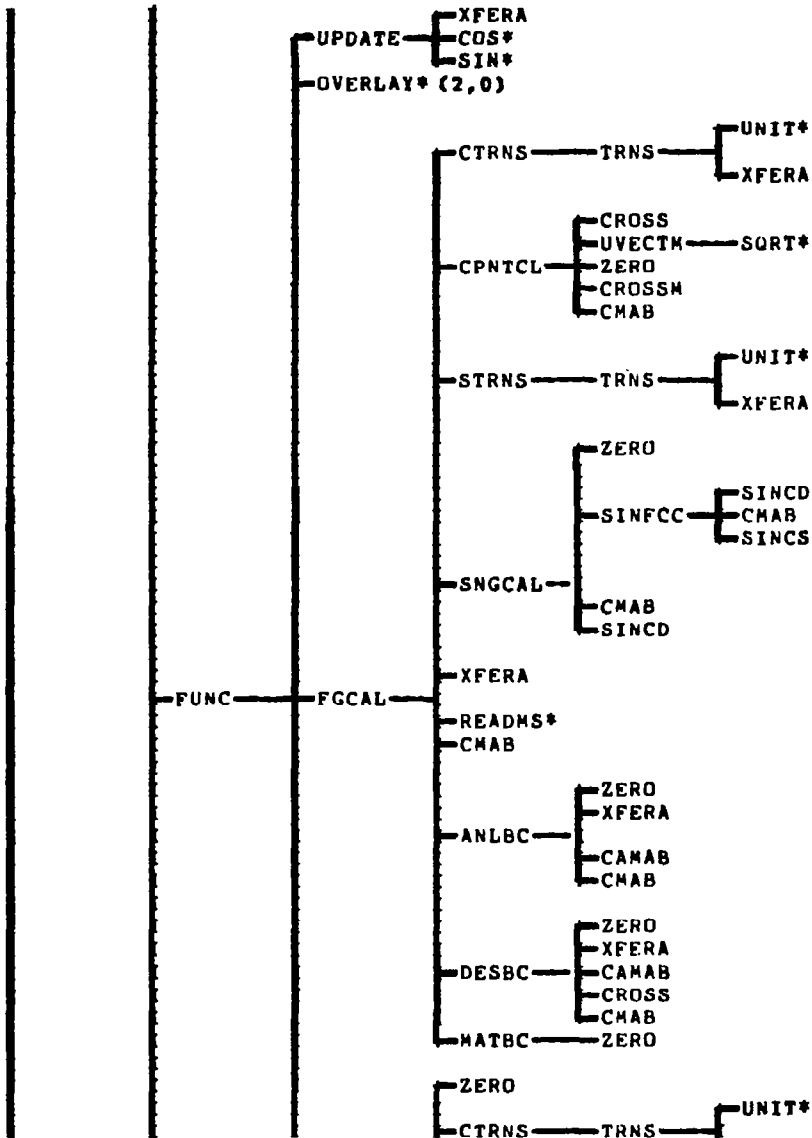 XFERA
UPDATE COS*
SIN*
OVERLAY* (2,0)
UNIT*
CTRNS TRNS
XFERA
CROSS
UVECTM SQRT*
CPNTCL ZERO
CROSSM
CMAB
UNIT*
STRNS TRNS
XFERA
ZERO
SINCD
SINFCC CMAB
SINCS
SNGCAL
CMAB
SINCD
XFERA
FUNC FGCAL
READMS*
CMAB
ZERO
XFERA
ANLBC
CAMAB
CMAB
ZERO
XFERA
DESBC CAMAB
CROSS
CMAB
MATBC ZERO
ZERO
UNIT*
CTRNS TRNS